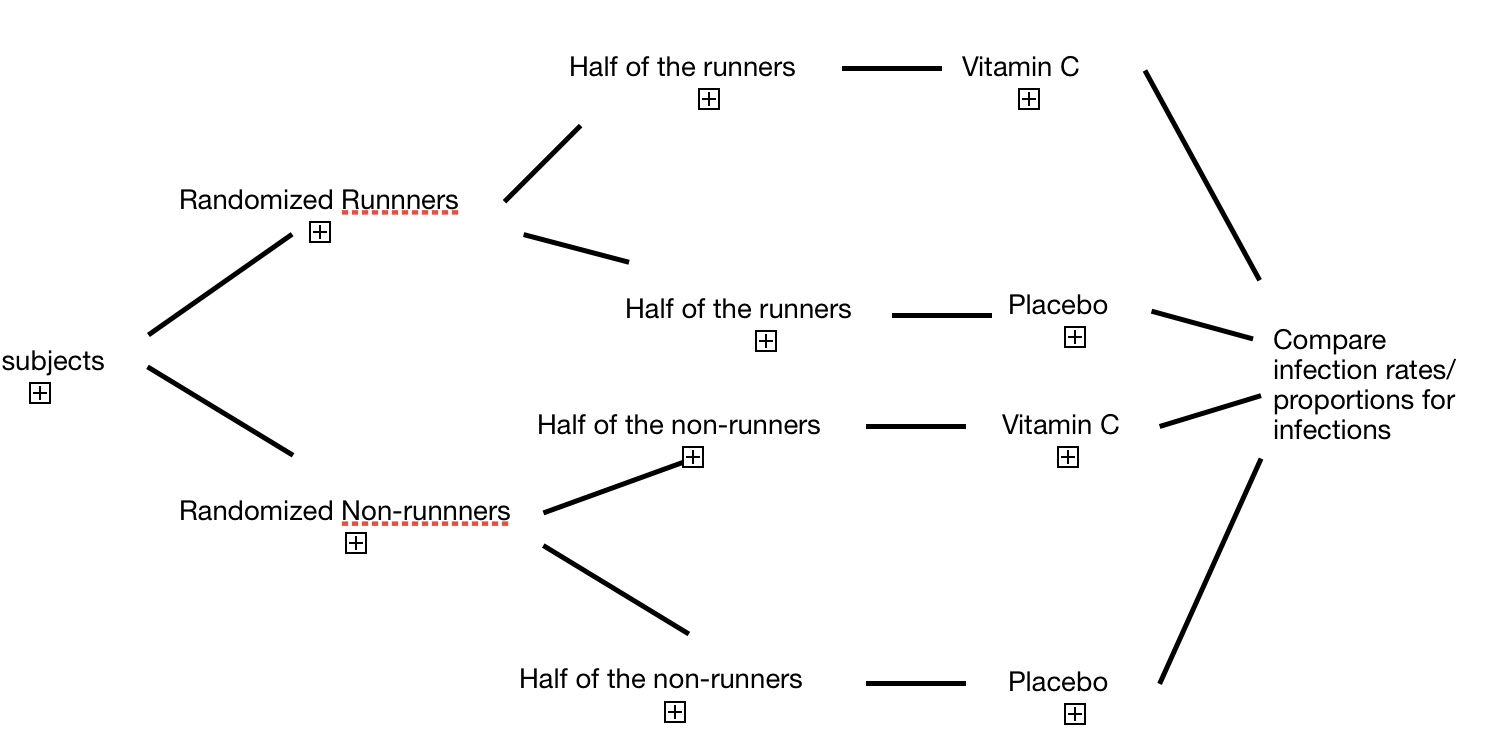 Half of the runners
Vitamin C
Randomized Runnners
Half of the runners
Placebo
subjects
Compare
infection rates/
proportions for
infections
Half of the non-runners
Vitamin C
Randomized Non-runnners
Half of the non-runners
Placebo